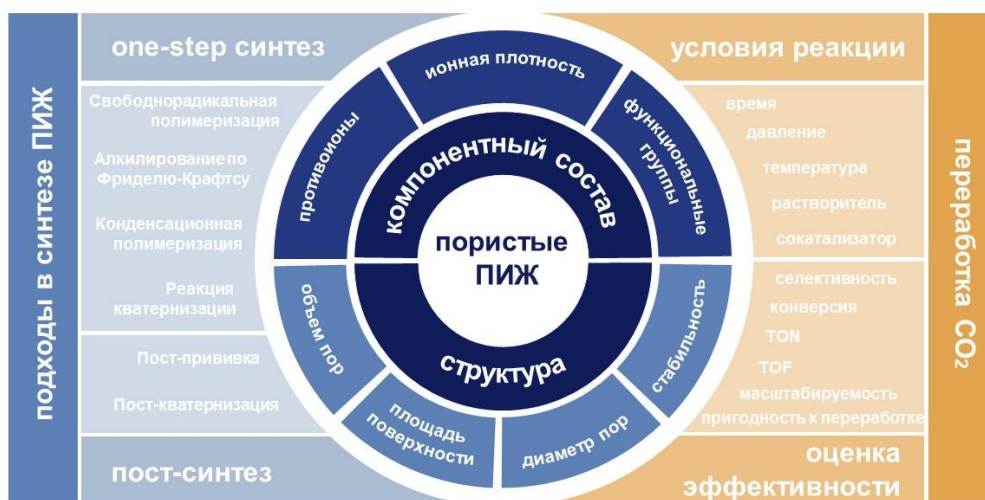 подходы в синтезе ПИЖ
one-step синтез
Свободнорадикальная
полимеризация
Алкилирование по
Фриделю-Крафтсу
Конденсационная
полимеризация
Реакция
кватернизации
Пост-прививка
Пост-кватернизация
пост-синтез
противоионы
ионная плотность
функциональные
группы
компонентный состав
пористые
ПИЖ
структура
объем пор
площадь
поверхности
диаметр пор
стабильность
условия реакции
время
давление
температура
растворитель
сокатализатор
селективность
конверсия
TON
TOF
масштабируемость
пригодность к переработке
оценка
эффективности
переработка CO₂